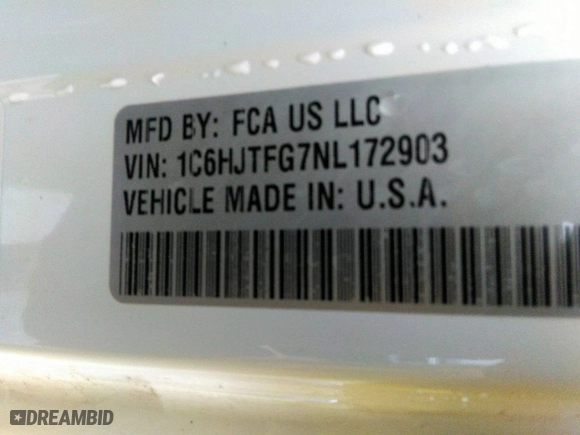 MFD BY: FCA US LLC
VIN: 1C6HJTFG7NL172903
VEHICLE MADE IN: U.S.A.
DREAMBID